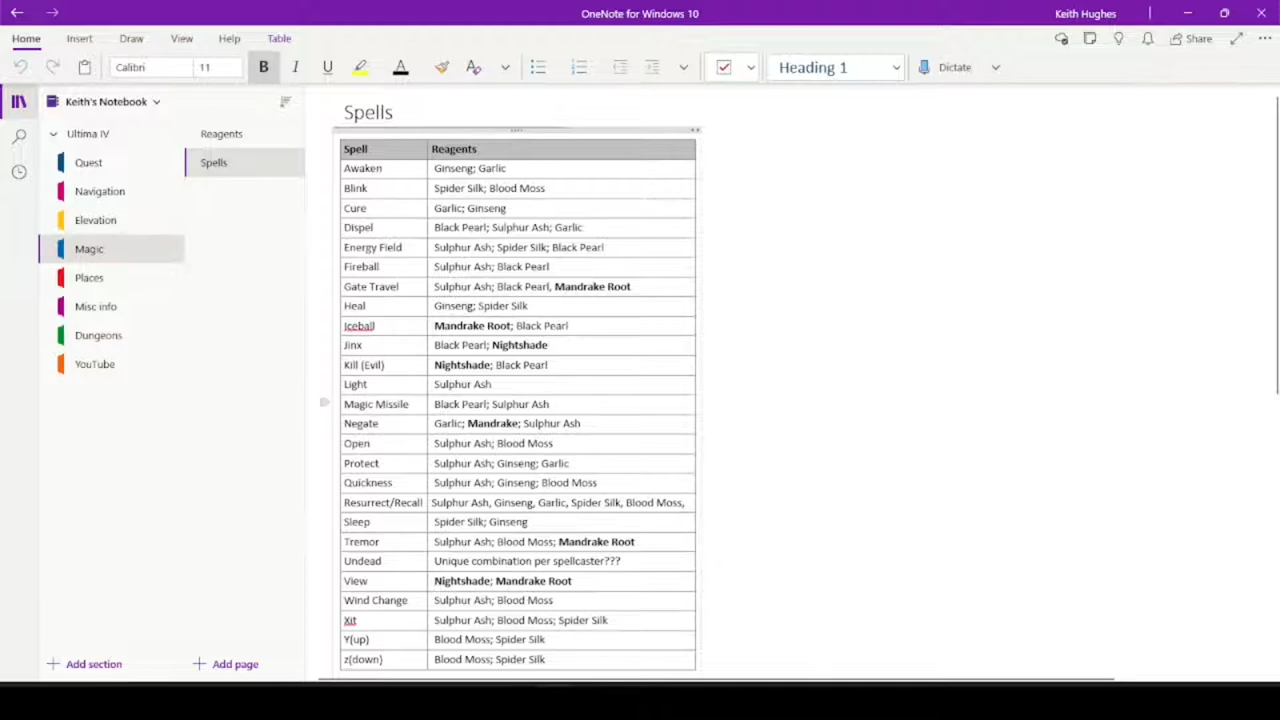 OneNote for Windows 10
Keith Hughes
Home Insert Draw View Help Table
Share
Calibri 11 B I U A Heading 1 Dictate
Keith's Notebook
Ultima IV
Quest
Navigation
Elevation
Magic
Places
Misc info
Dungeons
YouTube
Add section
Reagents
Spells
Add page
Spells
Spell Reagents
Awaken Ginseng; Garlic
Blink Spider Silk; Blood Moss
Cure Garlic; Ginseng
Dispel Black Pearl; Sulphur Ash; Garlic
Energy Field Sulphur Ash; Spider Silk; Black Pearl
Fireball Sulphur Ash; Black Pearl
Gate Travel Sulphur Ash; Black Pearl, Mandrake Root
Heal Ginseng; Spider Silk
Iceball Mandrake Root; Black Pearl
Jinx Black Pearl; Nightshade
Kill (Evil) Nightshade; Black Pearl
Light Sulphur Ash
Magic Missile Black Pearl; Sulphur Ash
Negate Garlic; Mandrake; Sulphur Ash
Open Sulphur Ash; Blood Moss
Protect Sulphur Ash; Ginseng; Garlic
Quickness Sulphur Ash; Ginseng; Blood Moss
Resurrect/Recall Sulphur Ash, Ginseng, Garlic, Spider Silk, Blood Moss,
Sleep Spider Silk; Ginseng
Tremor Sulphur Ash; Blood Moss; Mandrake Root
Undead Unique combination per spellcaster???
View Nightshade; Mandrake Root
Wind Change Sulphur Ash; Blood Moss
Xit Sulphur Ash; Blood Moss; Spider Silk
Y(up) Blood Moss; Spider Silk
z(down) Blood Moss; Spider Silk